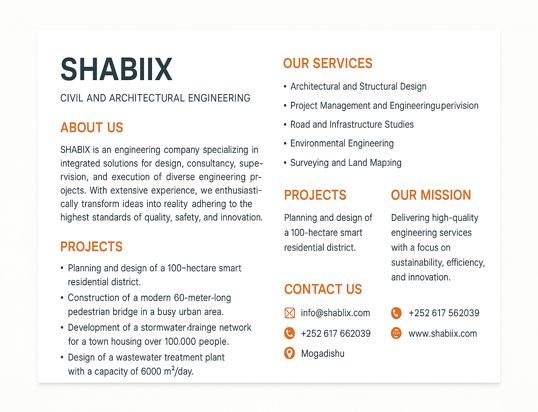 SHABIIX
CIVIL AND ARCHITECTURAL ENGINEERING
ABOUT US
SHABIX is an engineering company specializing in
integrated solutions for design, consultancy, supe-
rvision, and execution of diverse engineering pr-
ojects. With extensive experience, we enthusiasti-
cally transform ideas into reality adhering to the
highest standards of quality, safety, and innovation.
PROJECTS
• Planning and design of a 100-hectare smart
residential district.
• Construction of a modern 60-meter-long
pedestrian bridge in a busy urban area.
• Development of a stormwater drainge network
for a town housing over 100.000 people.
• Design of a wastewater treatment plant
with a capacity of 6000 m²/day.
OUR SERVICES
• Architectural and Structural Design
• Project Management and Engineeringuperivision
• Road and Infrastructure Studies
• Environmental Engineering
• Surveying and Land Mapping
PROJECTS
Planning and design of
a 100-hectare smart
residential district.
OUR MISSION
Delivering high-quality
engineering services
with a focus on
sustainability, efficiency,
and innovation.
CONTACT US
info@shablix.com
+252 617 662039
Mogadishu
+252 617 562039
www.shabiix.com